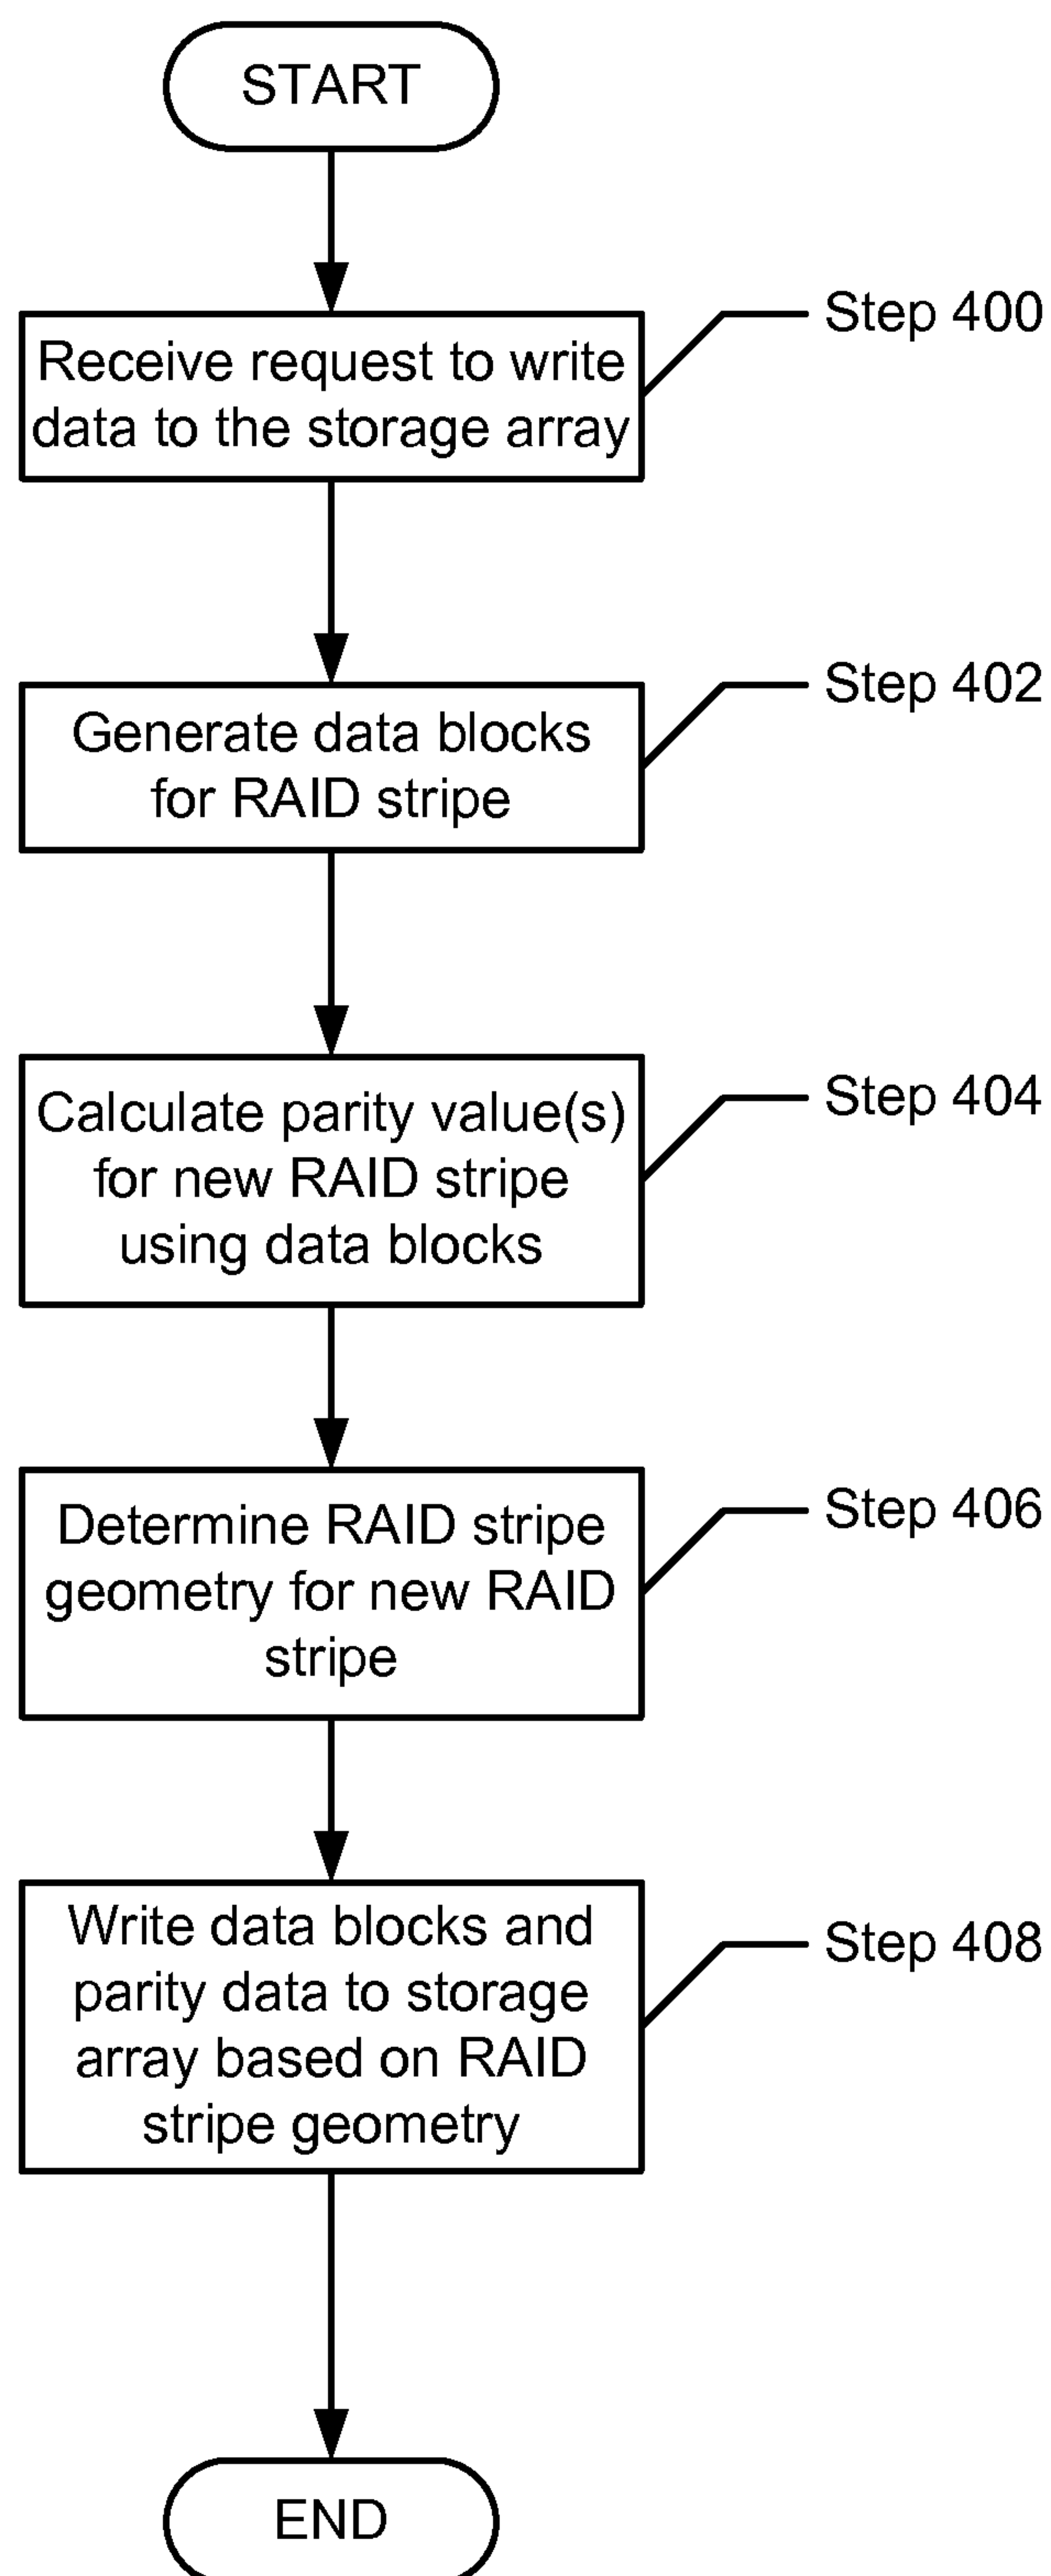 START
Step 400
Receive request to write
data to the storage array
Step 402
Generate data blocks
for RAID stripe
Step 404
Calculate parity value(s)
for new RAID stripe
using data blocks
Step 406
Determine RAID stripe
geometry for new RAID
stripe
Step 408
Write data blocks and
parity data to storage
array based on RAID
stripe geometry
END